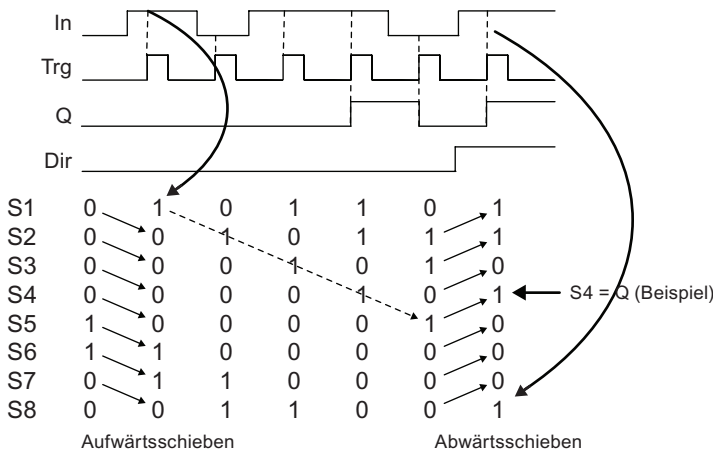 In
Trg
Q
Dir
S1 0 1 0 1 1 0 1
S2 0 0 1 0 1 1 1
S3 0 0 0 1 0 1 0
S4 0 0 0 0 1 0 1 S4 = Q (Beispiel)
S5 1 0 0 0 0 1 0
S6 1 1 0 0 0 0 0
S7 0 1 1 0 0 0 0
S8 0 0 1 1 0 0 1
Aufwärtsschieben Abwärtsschieben